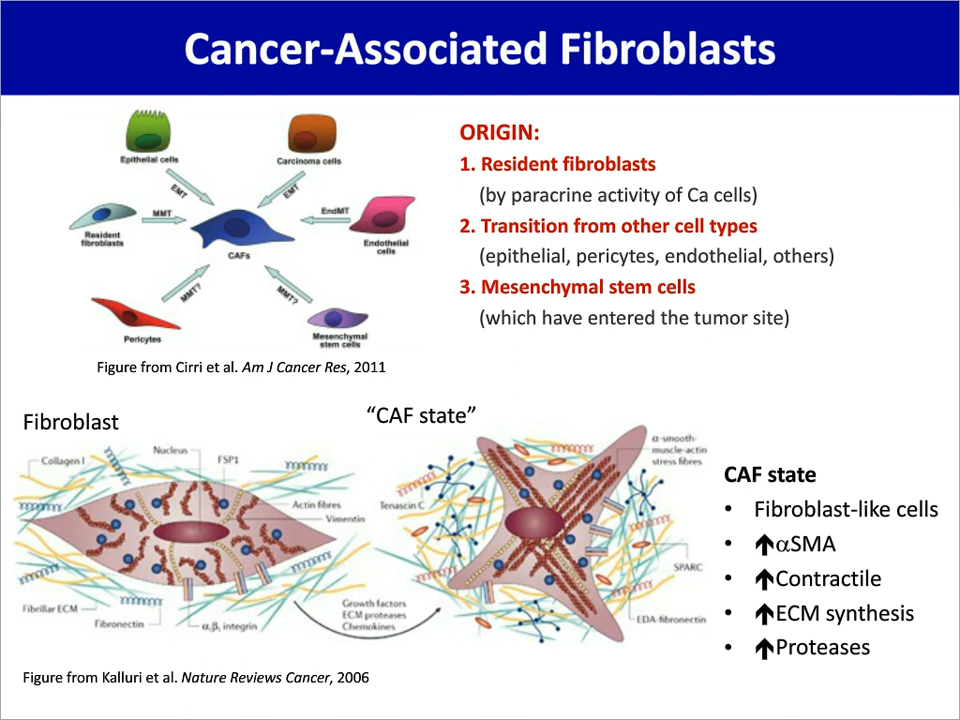 Cancer-Associated Fibroblasts
Epithelial cells
Carcinoma cells
EMT
EMT
MMT
EndMT
Resident
fibroblasts
CAFs
Endothelial
cells
MMT?
MMT?
Pericytes
Mesenchymal
stem cells
Figure from Cirri et al. Am J Cancer Res, 2011
ORIGIN:
1. Resident fibroblasts
(by paracrine activity of Ca cells)
2. Transition from other cell types
(epithelial, pericytes, endothelial, others)
3. Mesenchymal stem cells
(which have entered the tumor site)
Fibroblast
Collagen I
Nucleus
FSP1
Actin fibres
Vimentin
Fibrillar ECM
Fibronectin
α₁β₁ integrin
Growth factors
ECM proteases
Chemokines
“CAF state”
α-smooth-
muscle-actin
stress fibres
Tenascin C
SPARC
EDA-fibronectin
CAF state
• Fibroblast-like cells
• ⬆αSMA
• ⬆Contractile
• ⬆ECM synthesis
• ⬆Proteases
Figure from Kalluri et al. Nature Reviews Cancer, 2006